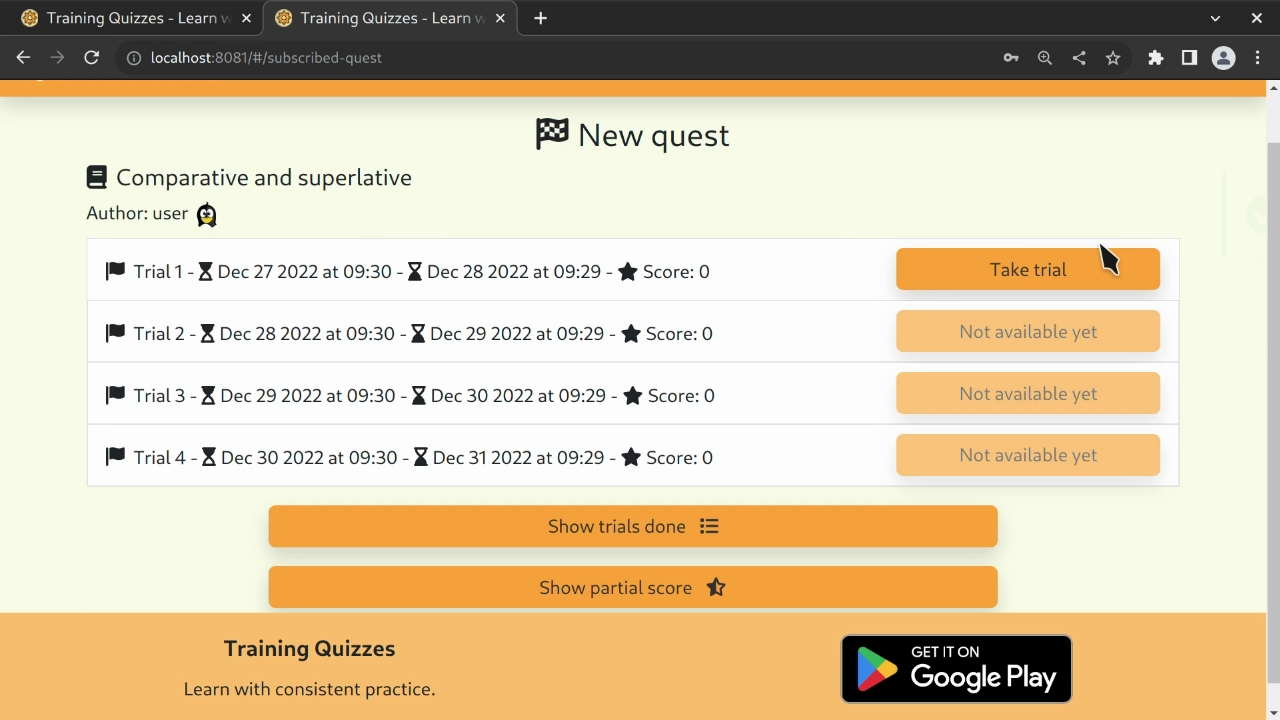 Training Quizzes - Learn w
Training Quizzes - Learn w
localhost:8081/#/subscribed-quest
New quest
Comparative and superlative
Author: user
Trial 1 - Dec 27 2022 at 09:30 - Dec 28 2022 at 09:29 - Score: 0
Take trial
Trial 2 - Dec 28 2022 at 09:30 - Dec 29 2022 at 09:29 - Score: 0
Not available yet
Trial 3 - Dec 29 2022 at 09:30 - Dec 30 2022 at 09:29 - Score: 0
Not available yet
Trial 4 - Dec 30 2022 at 09:30 - Dec 31 2022 at 09:29 - Score: 0
Not available yet
Show trials done
Show partial score
Training Quizzes
Learn with consistent practice.
GET IT ON
Google Play